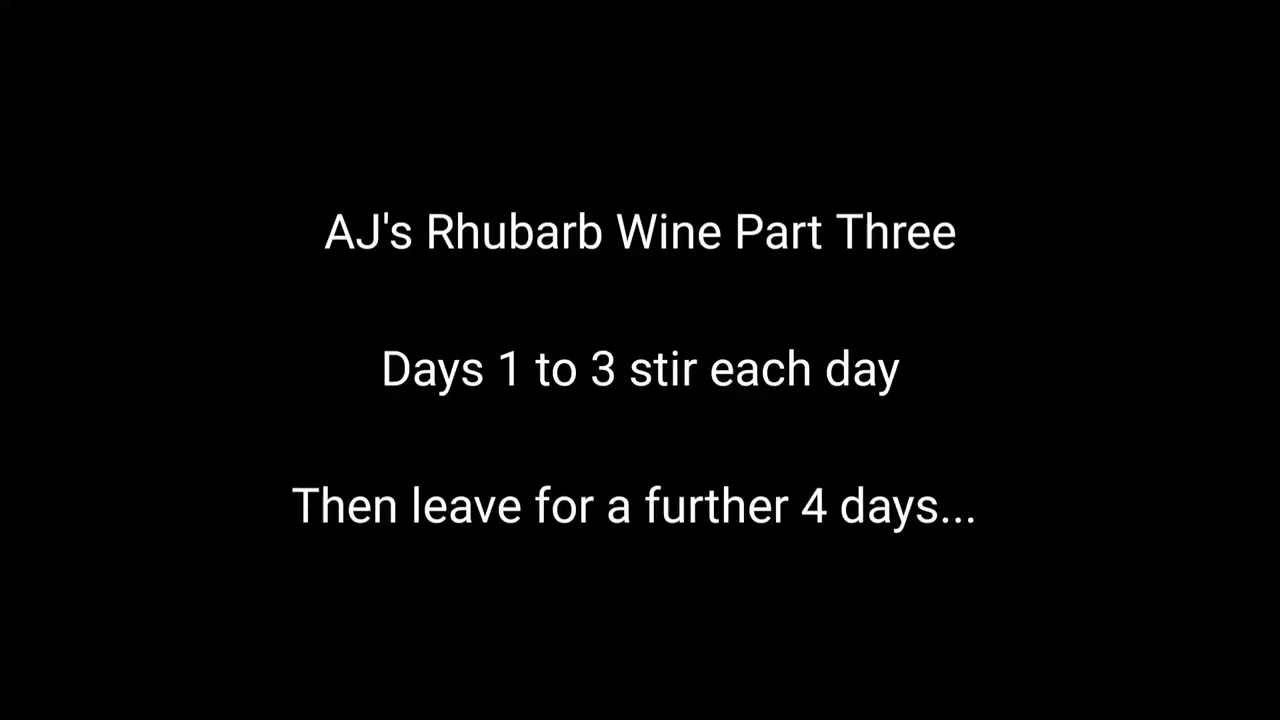 AJ's Rhubarb Wine Part Three
Days 1 to 3 stir each day
Then leave for a further 4 days...